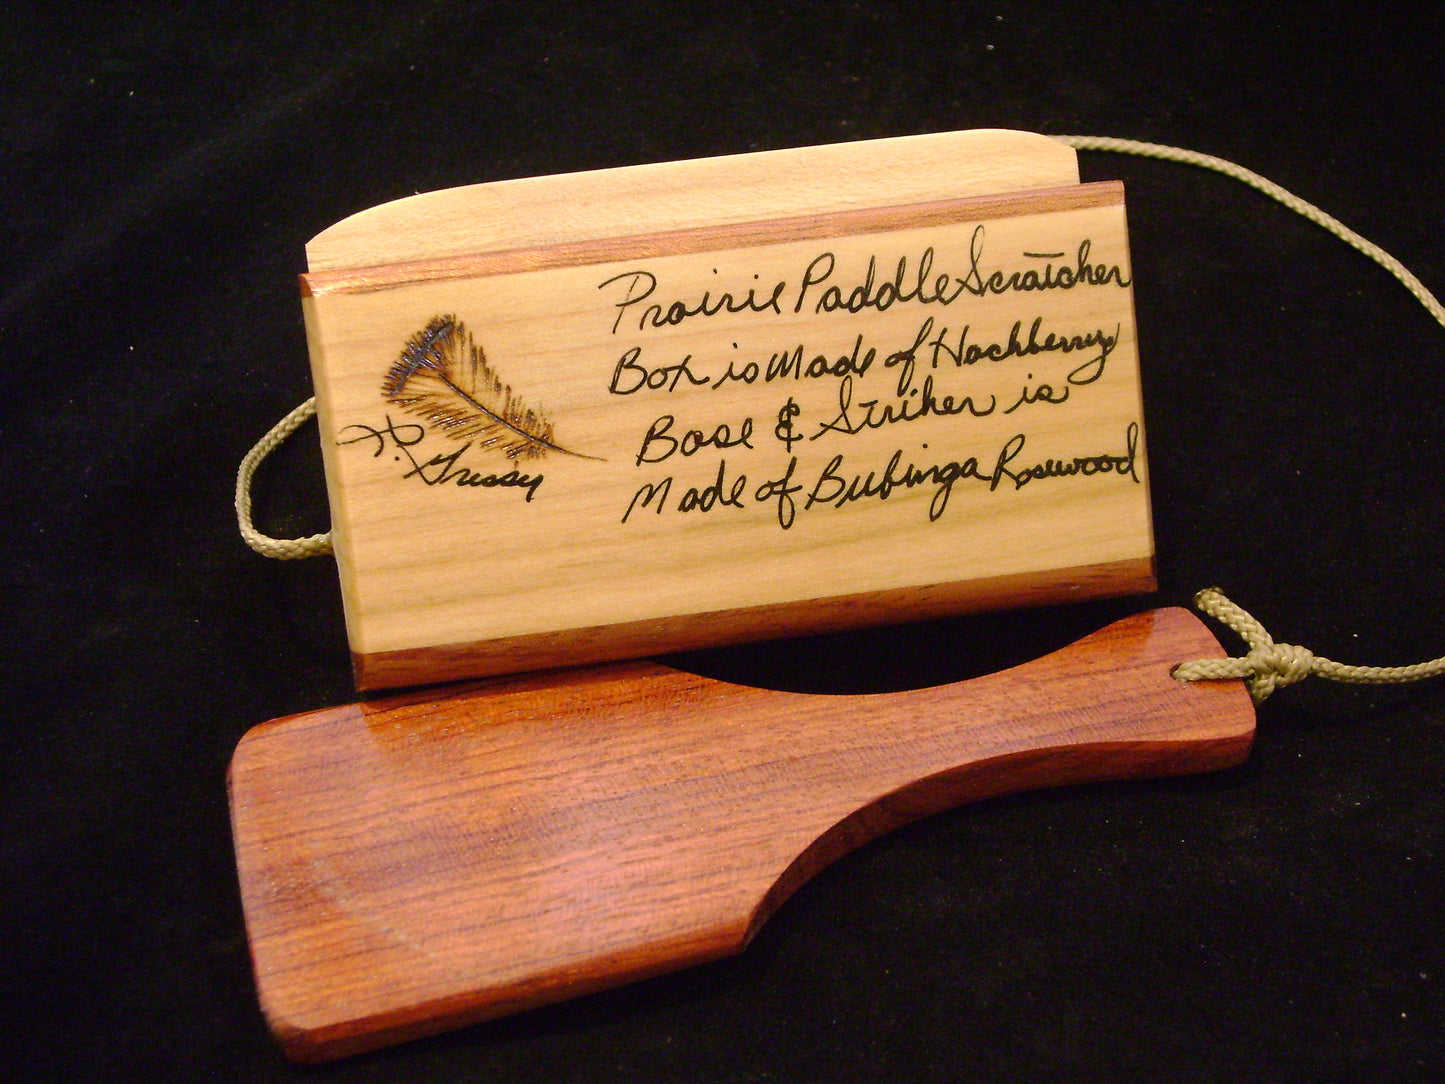 Prairie Paddle Scratcher
Box is Made of Hackberry
Base & Striker is
Made of Bubinga Rosewood